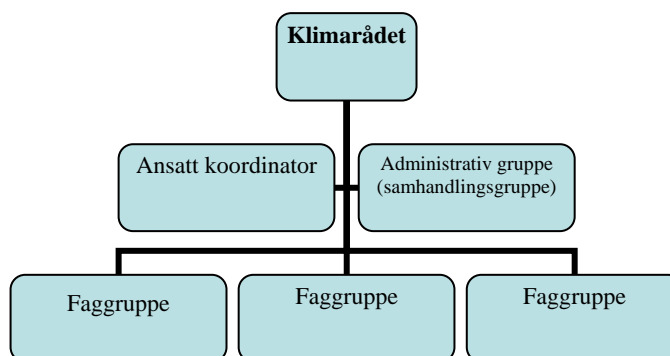 Klimarådet
Ansatt koordinator
Administrativ gruppe
(samhandlingsgruppe)
Faggruppe
Faggruppe
Faggruppe